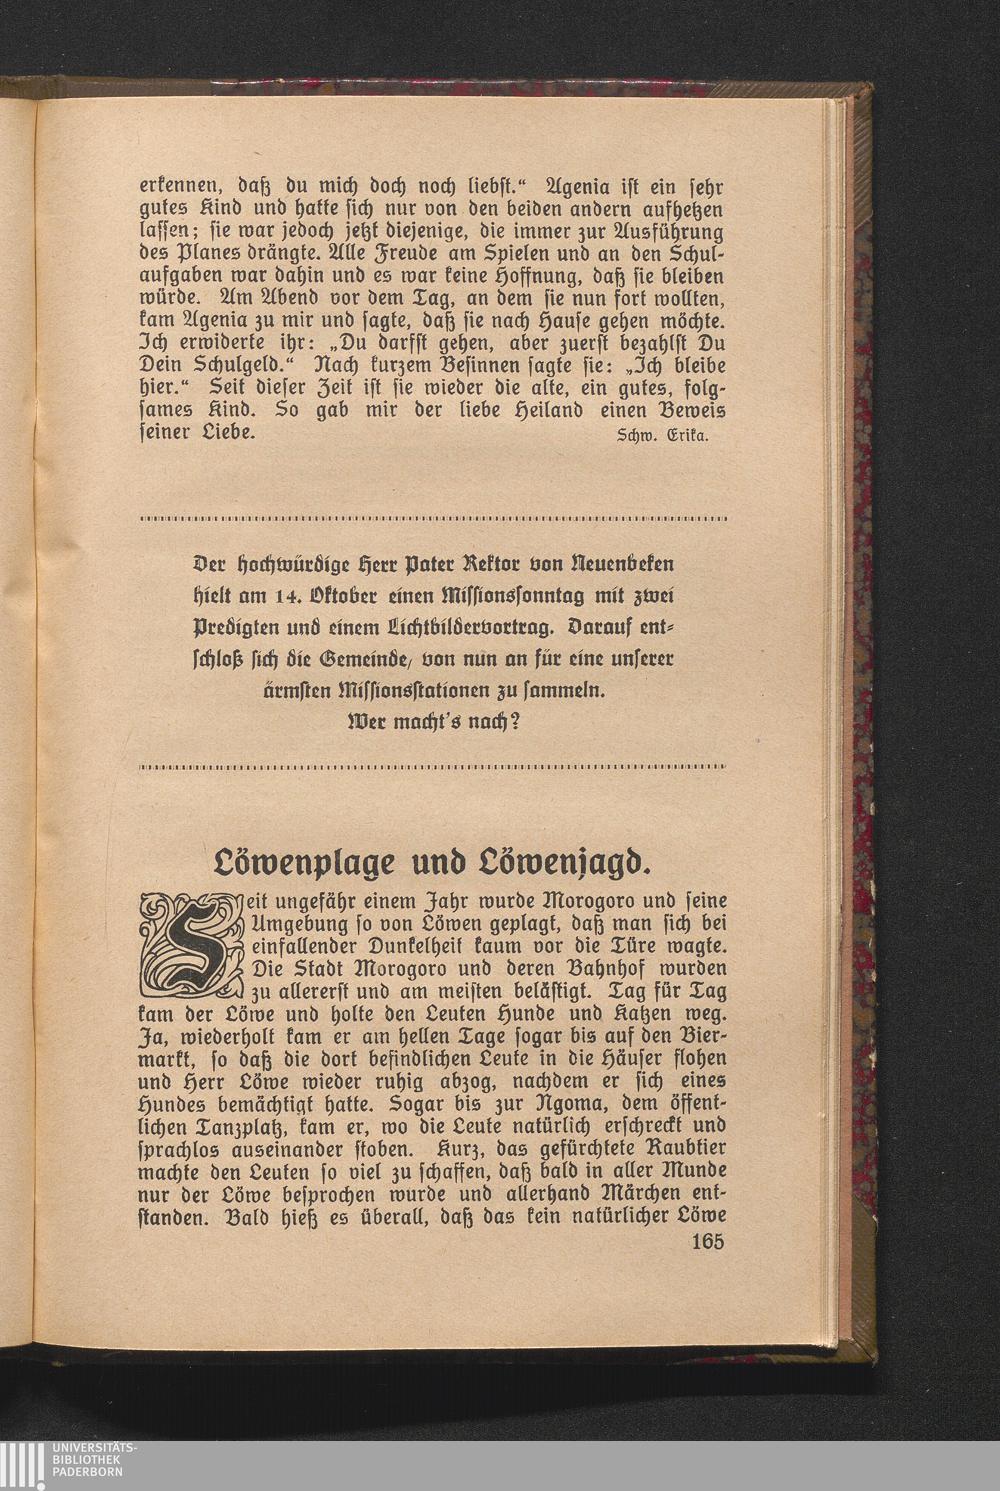 erkennen, daß du mich doch noch liebst.“ Agenia ist ein sehr
gutes Kind und hatte sich nur von den beiden andern aufhetzen
lassen; sie war jedoch jetzt diejenige, die immer zur Ausführung
des Planes drängte. Alle Freude am Spielen und an den Schul-
aufgaben war dahin und es war keine Hoffnung, daß sie bleiben
würde. Am Abend vor dem Tag, an dem sie nun fort wollten,
kam Agenia zu mir und sagte, daß sie nach Hause gehen möchte.
Ich erwiderte ihr: „Du darfst gehen, aber zuerst bezahlst Du
Dein Schulgeld.“ Nach kurzem Besinnen sagte sie: „Ich bleibe
hier.“ Seit dieser Zeit ist sie wieder die alte, ein gutes, folg-
sames Kind. So gab mir der liebe Heiland einen Beweis
seiner Liebe. Schw. Erika.
Der hochwürdige Herr Pater Rektor von Neuenbeken
hielt am 14. Oktober einen Missionssonntag mit zwei
Predigten und einem Lichtbildervortrag. Darauf ent-
schloß sich die Gemeinde, von nun an für eine unserer
ärmsten Missionsstationen zu sammeln.
Wer macht's nach?
Löwenplage und Löwenjagd.
Seit ungefähr einem Jahr wurde Morogoro und seine
Umgebung so von Löwen geplagt, daß man sich bei
einfallender Dunkelheit kaum vor die Türe wagte.
Die Stadt Morogoro und deren Bahnhof wurden
zu allererst und am meisten belästigt. Tag für Tag
kam der Löwe und holte den Leuten Hunde und Katzen weg.
Ja, wiederholt kam er am hellen Tage sogar bis auf den Bier-
markt, so daß die dort befindlichen Leute in die Häuser flohen
und Herr Löwe wieder ruhig abzog, nachdem er sich eines
Hundes bemächtigt hatte. Sogar bis zur Ngoma, dem öffent-
lichen Tanzplatz, kam er, wo die Leute natürlich erschreckt und
sprachlos auseinander stoben. Kurz, das gefürchtete Raubtier
machte den Leuten so viel zu schaffen, daß bald in aller Munde
nur der Löwe besprochen wurde und allerhand Märchen ent-
standen. Bald hieß es überall, daß das kein natürlicher Löwe
165
UNIVERSITÄTS-
BIBLIOTHEK
PADERBORN